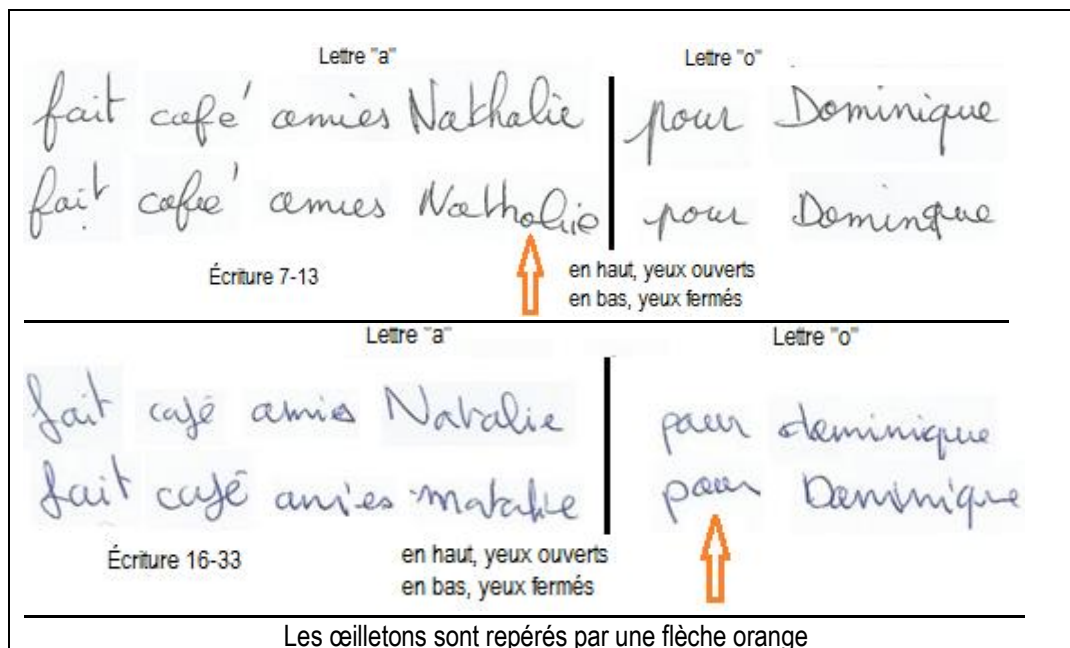 Lettre "a" Lettre "o"
fait café amies Nathalie pour Dominique
fait cafué amies Nathalie pour Dominque
Écriture 7-13
en haut, yeux ouverts
en bas, yeux fermés
Lettre "a" Lettre "o"
fait café amies Natalie pour dominique
fait café amies Natalie pour Dominique
Écriture 16-33
en haut, yeux ouverts
en bas, yeux fermés
Les œilletons sont repérés par une flèche orange